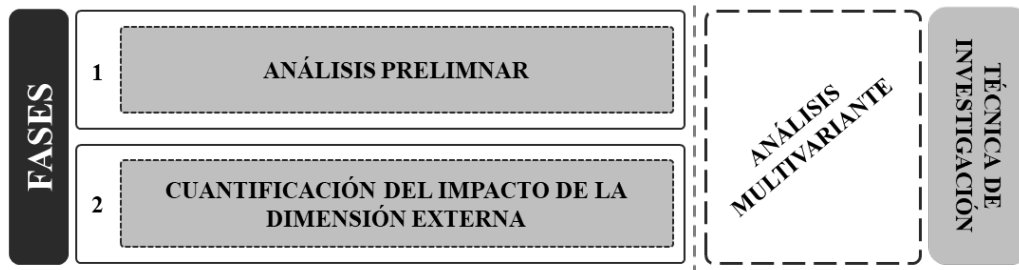 FASES
1
ANÁLISIS PRELIMNAR
2
CUANTIFICACIÓN DEL IMPACTO DE LA
DIMENSIÓN EXTERNA
ANÁLISIS
MULTIVARIANTE
TÉCNICA DE
INVESTIGACIÓN